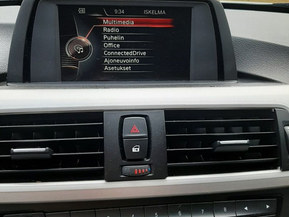 9:34 ISKELMA
Multimedia
Radio
Puhelin
Office
ConnectedDrive
Ajoneuvoinfo
Asetukset